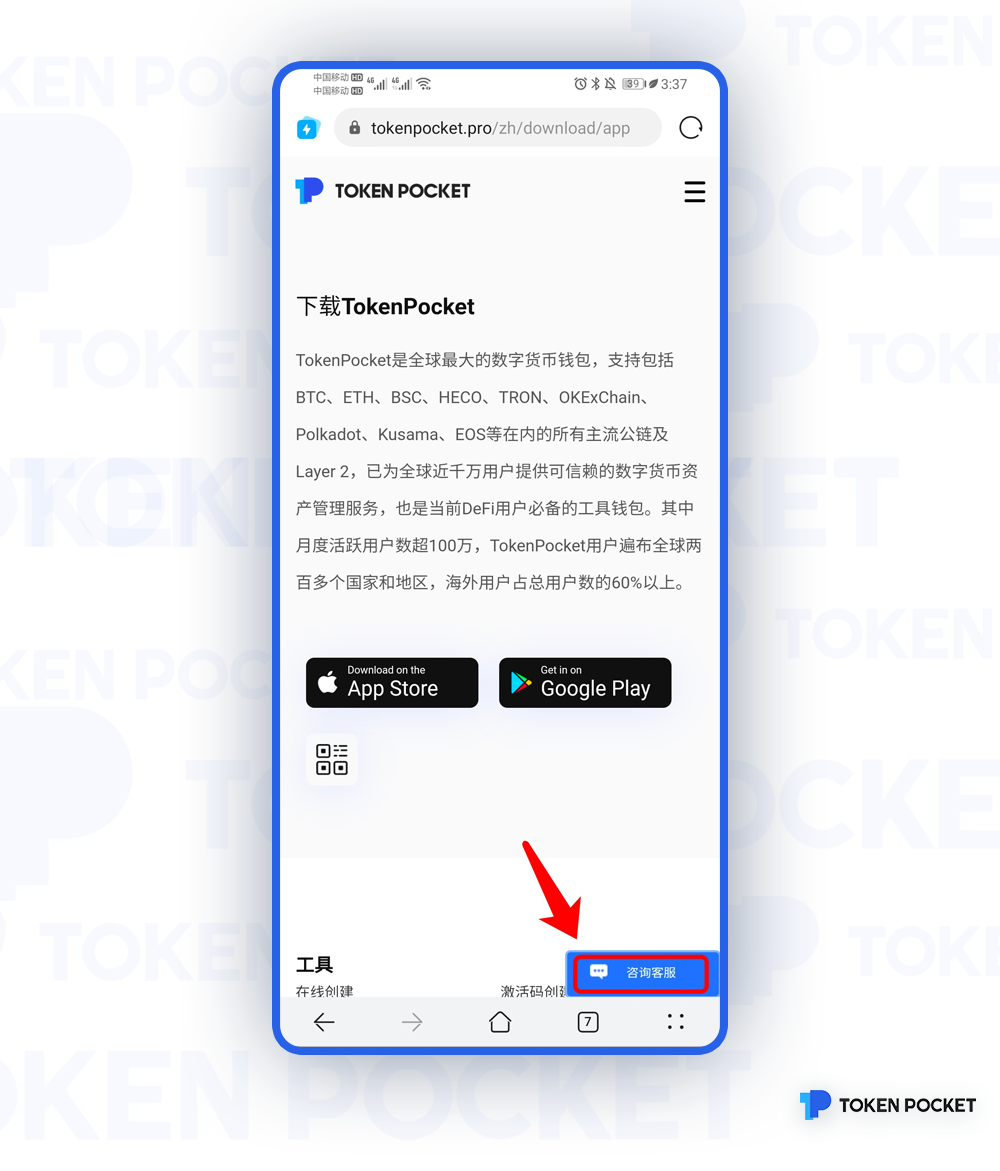 中国移动 HD 4G 4G 39 3:37
中国移动 HD
tokenpocket.pro/zh/download/app
TOKEN POCKET
下载TokenPocket
TokenPocket是全球最大的数字货币钱包，支持包括
BTC、ETH、BSC、HECO、TRON、OKExChain、
Polkadot、Kusama、EOS等在内的所有主流公链及
Layer 2，已为全球近千万用户提供可信赖的数字货币资
产管理服务，也是当前DeFi用户必备的工具钱包。其中
月度活跃用户数超100万，TokenPocket用户遍布全球两
百多个国家和地区，海外用户占总用户数的60%以上。
Download on the
App Store
Get in on
Google Play
工具
咨询客服
在线创建 激活码创建
7
TOKEN POCKET